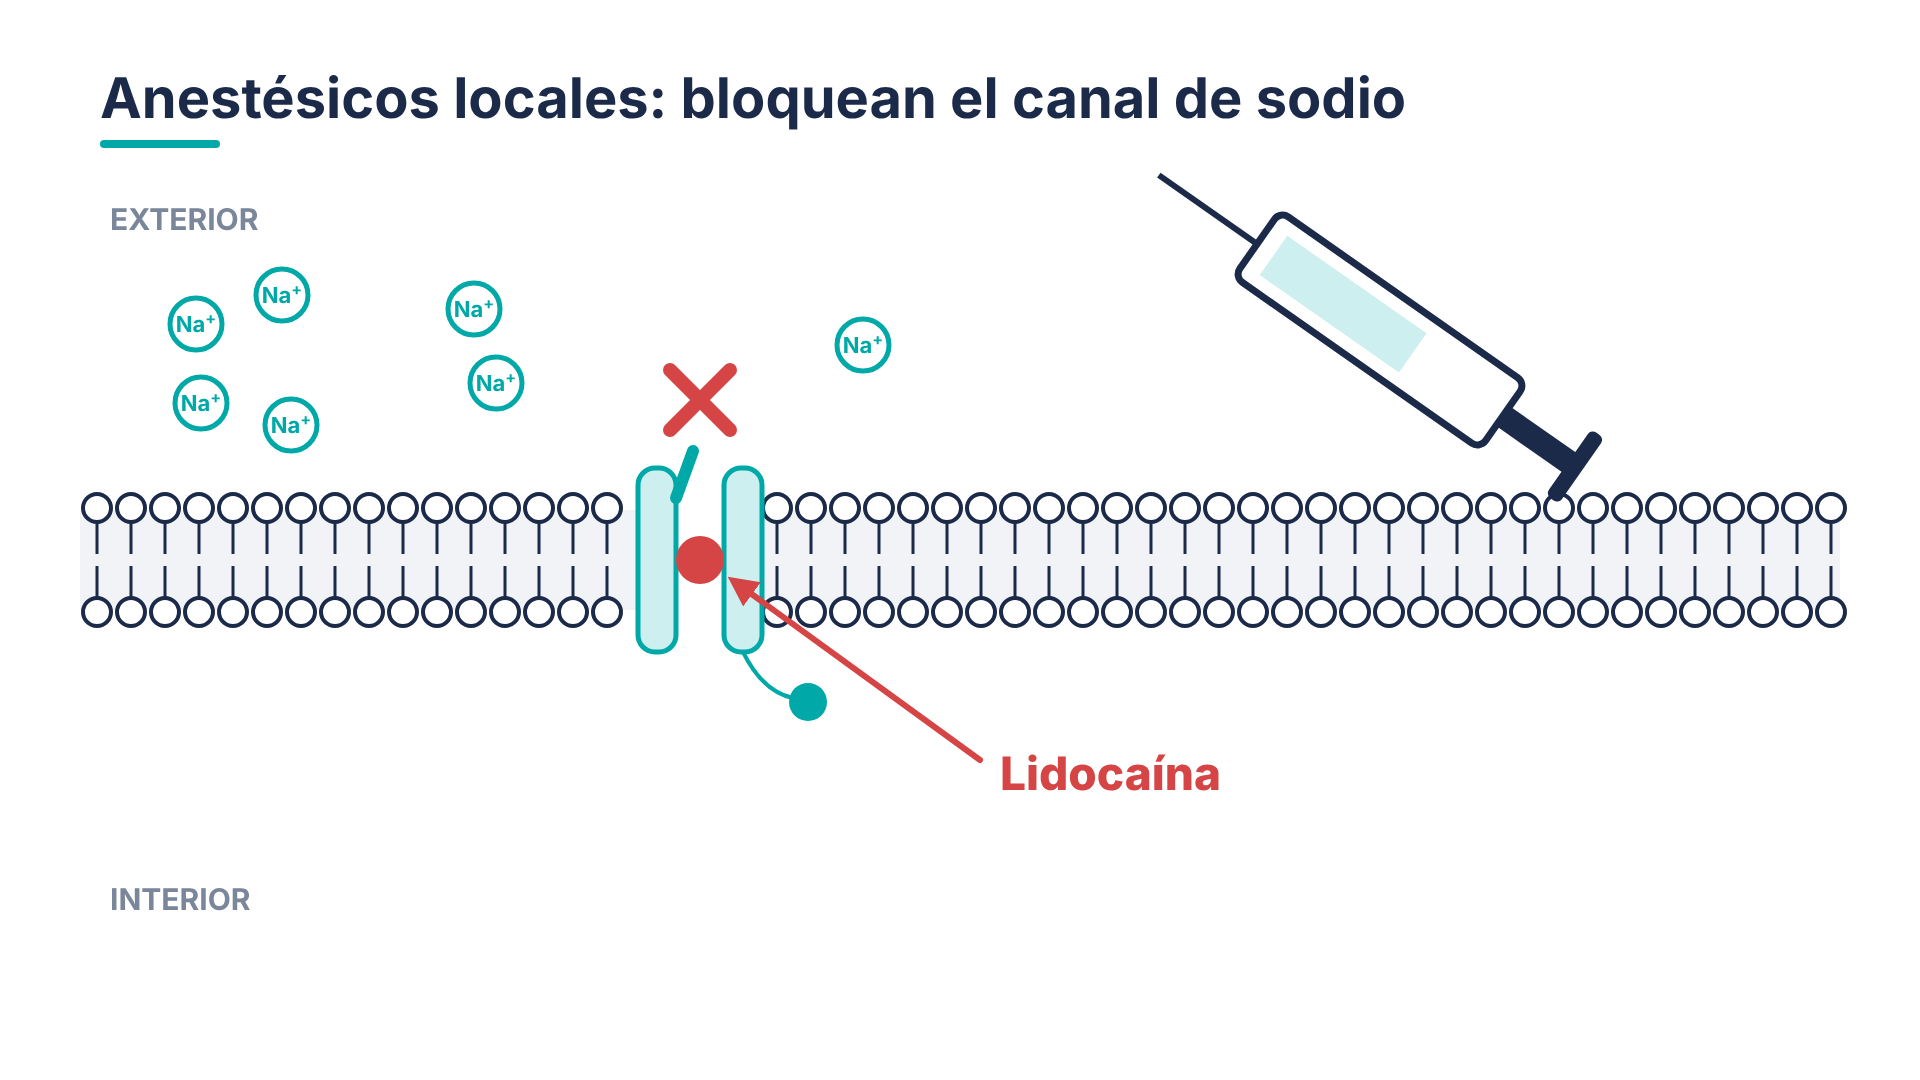 Anestésicos locales: bloquean el canal de sodio
EXTERIOR
Na⁺
Na⁺
Na⁺
Na⁺
Na⁺
Na⁺
Na⁺
Lidocaína
INTERIOR